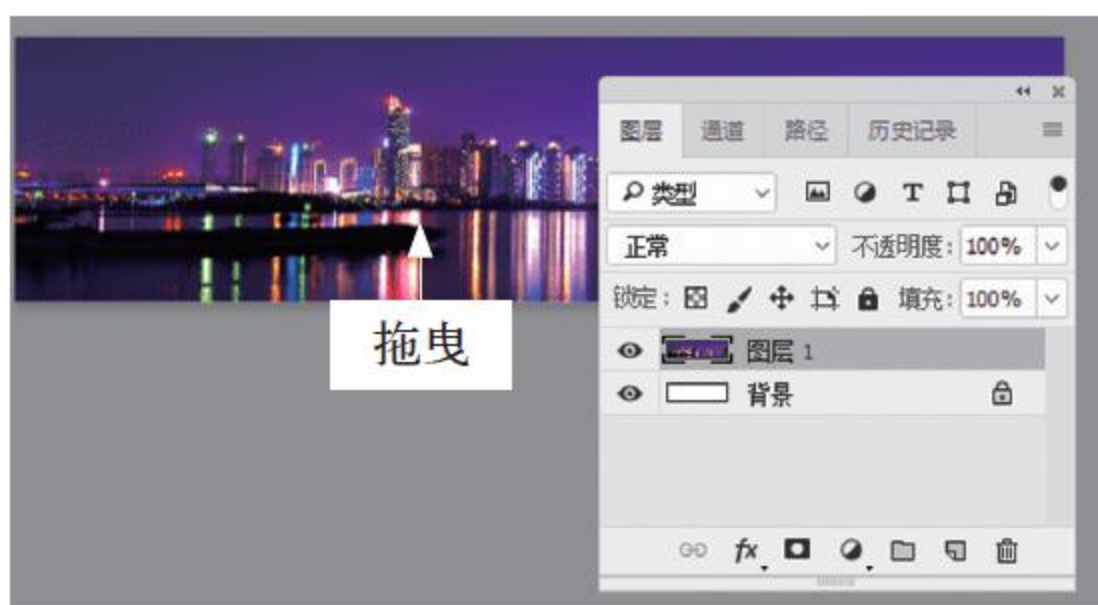 图层 通道 路径 历史记录
类型 T
正常 不透明度: 100%
锁定: 填充: 100%
拖曳
图层 1
背景
fx